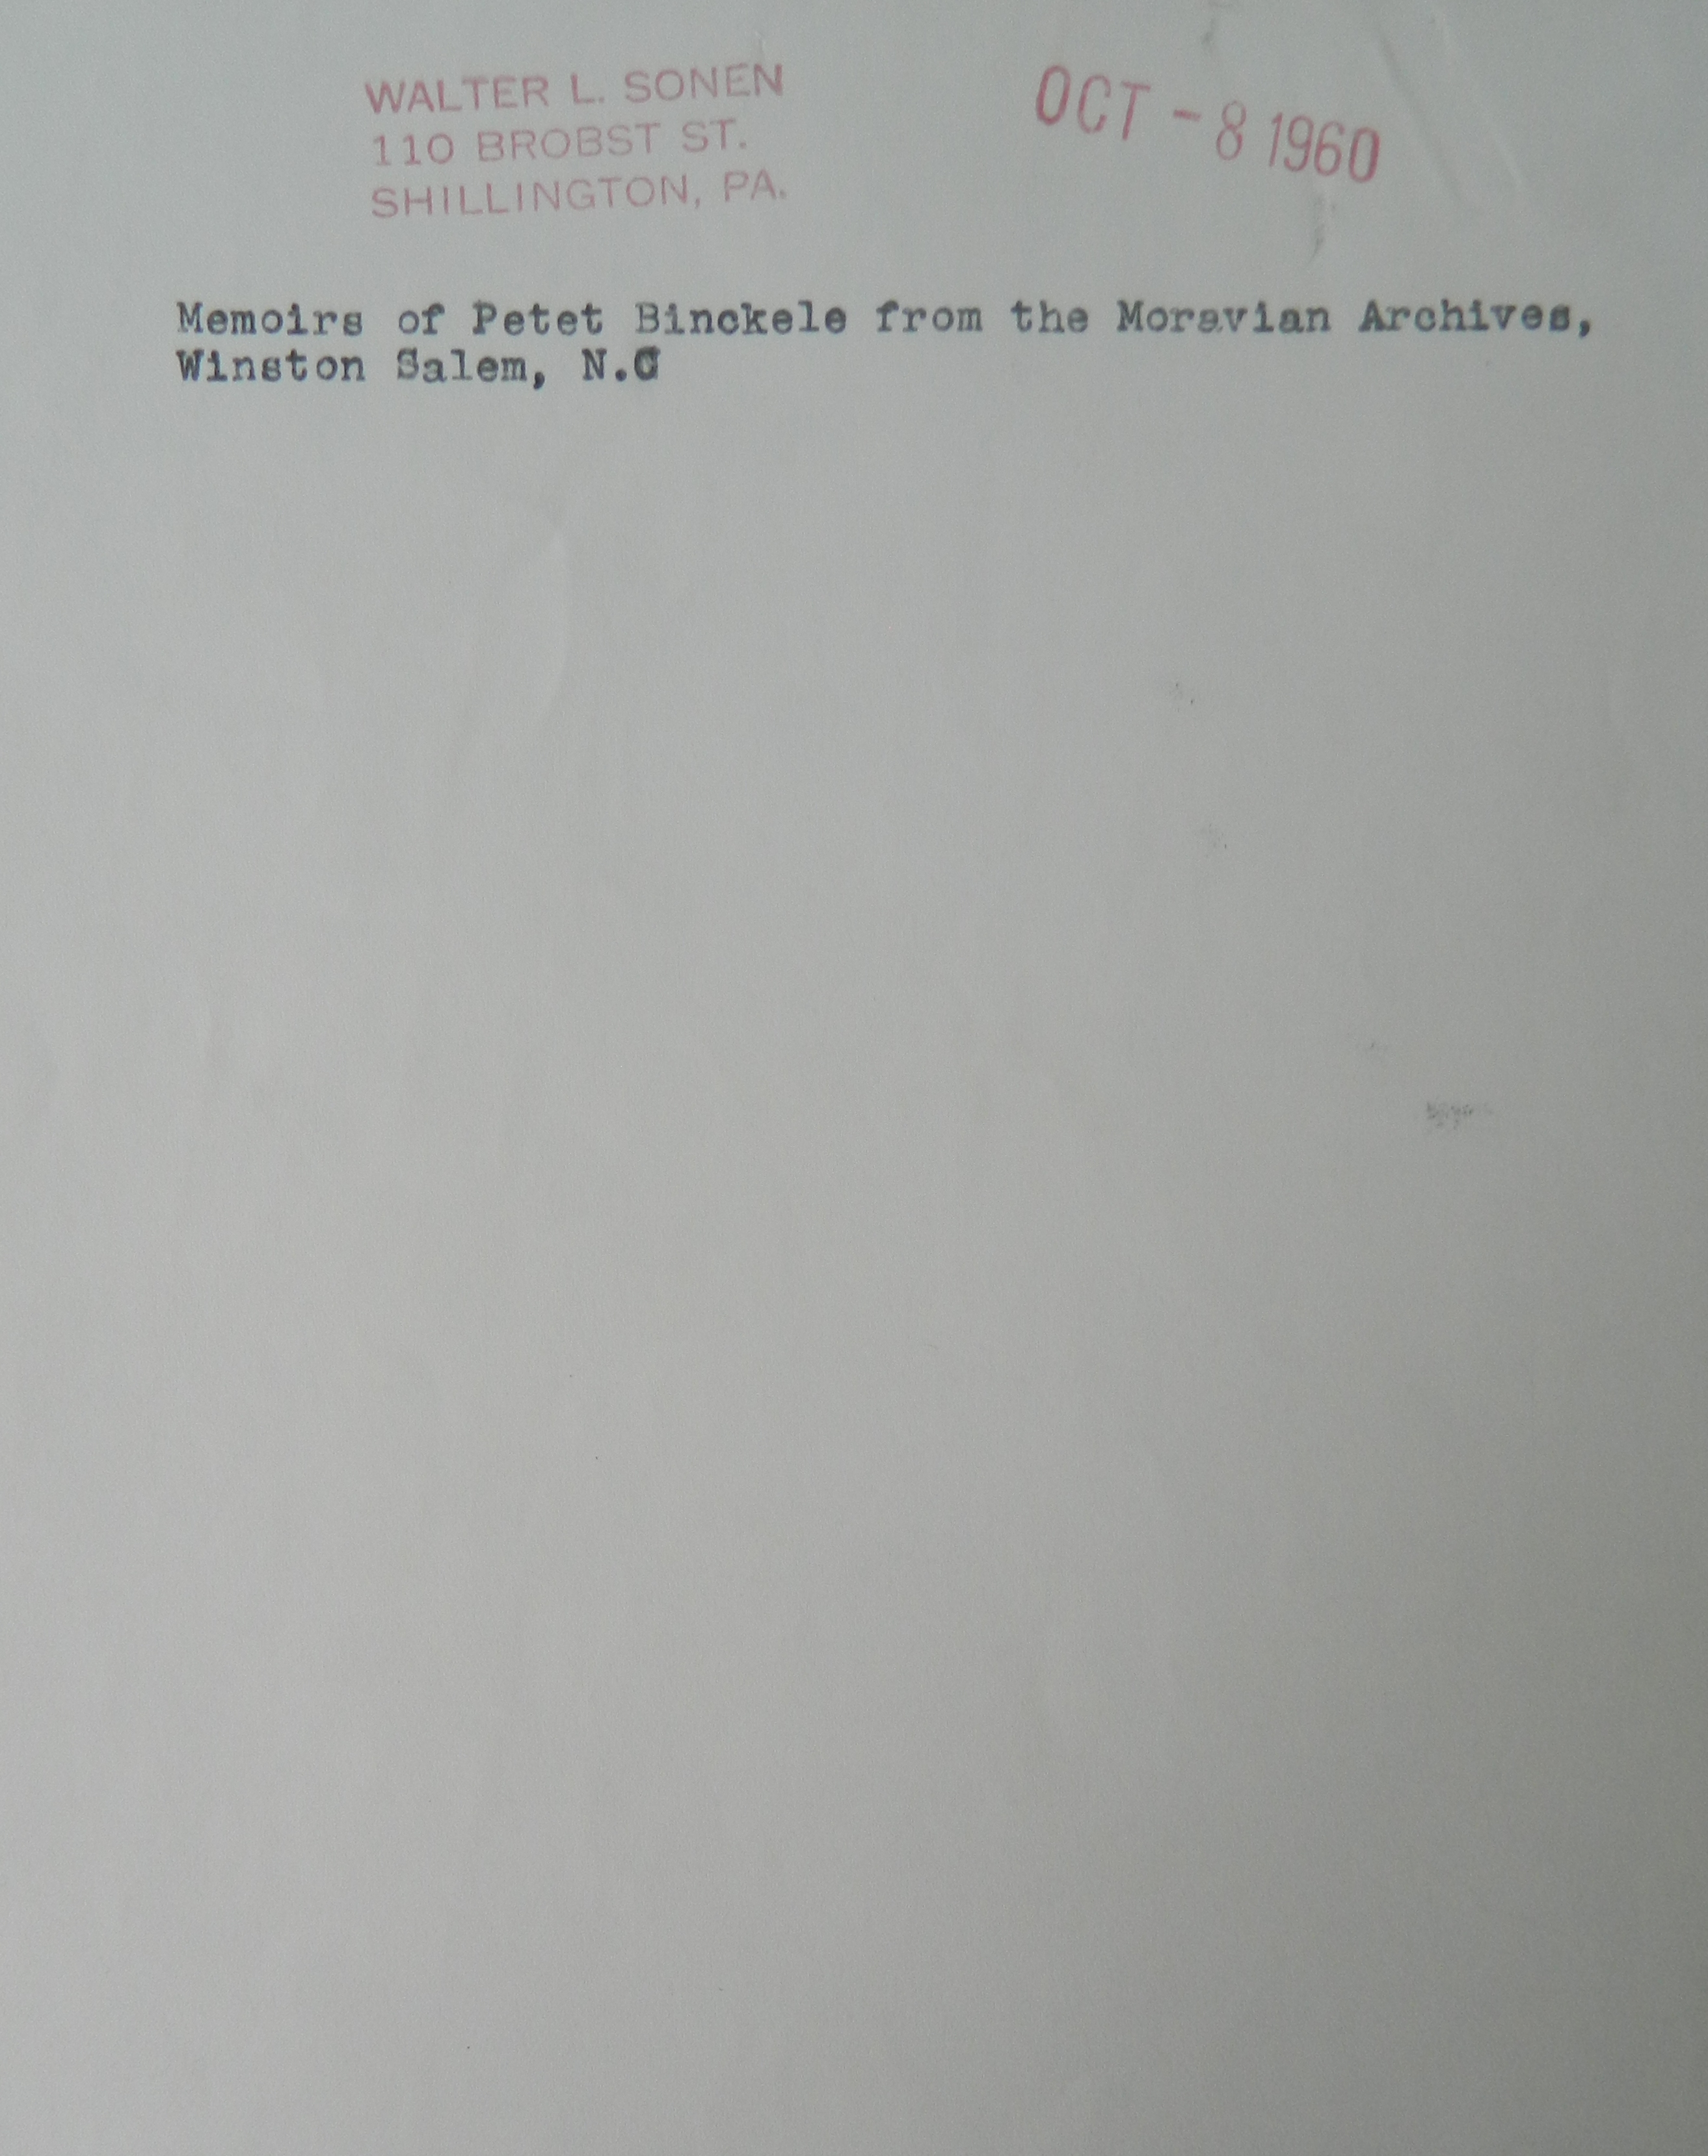 WALTER L. SONEN
110 BROBST ST.
SHILLINGTON, PA.
OCT - 8 1960
Memoirs of Petet Binckele from the Moravian Archives,
Winston Salem, N.C